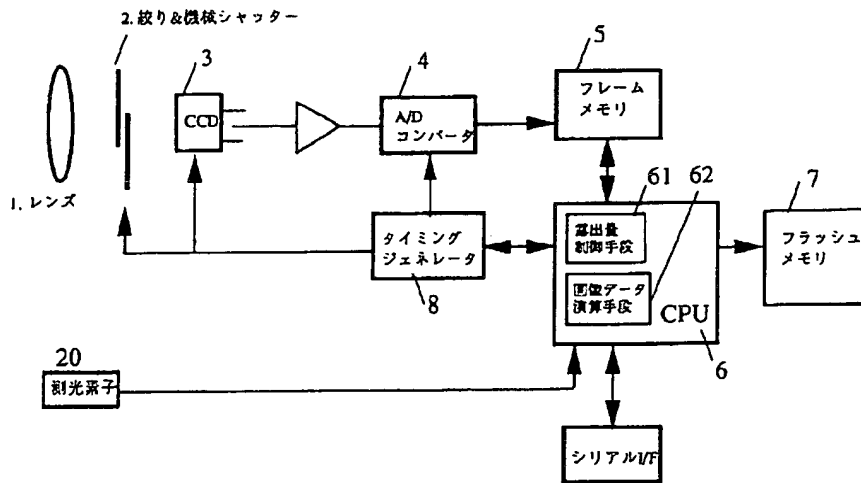 2.絞り&機械シャッター
3
CCD
4
A/D
コンバータ
5
フレーム
メモリ
1.レンズ
タイミング
ジェネレータ
8
61
62
露出量
制御手段
画像データ
演算手段
CPU
6
7
フラッシュ
メモリ
20
測光素子
シリアルI/F